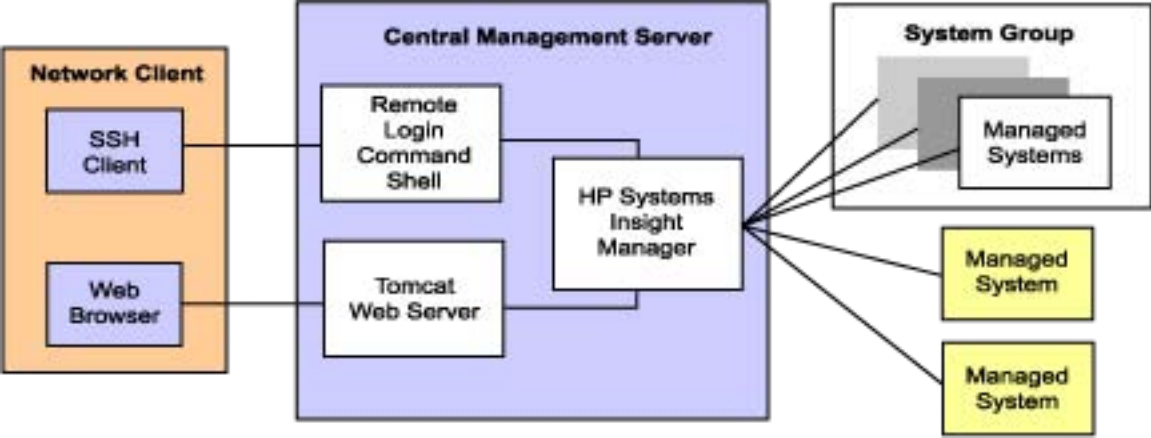 Network Client
SSH
Client
Web
Browser
Central Management Server
Remote
Login
Command
Shell
Tomcat
Web Server
HP Systems
Insight
Manager
System Group
Managed
Systems
Managed
System
Managed
System